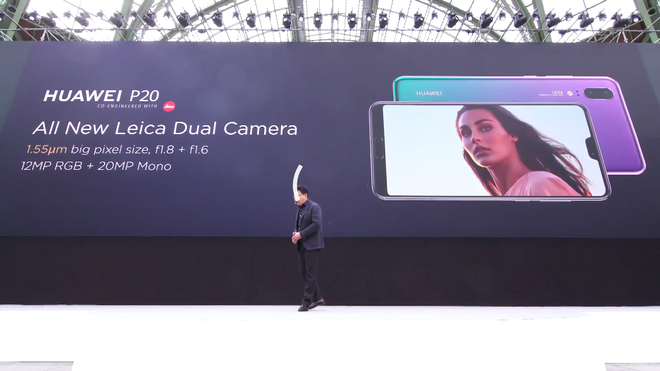 HUAWEI P20
CO-ENGINEERED WITH
All New Leica Dual Camera
1.55µm big pixel size, f1.8 + f1.6
12MP RGB + 20MP Mono
HUAWEI